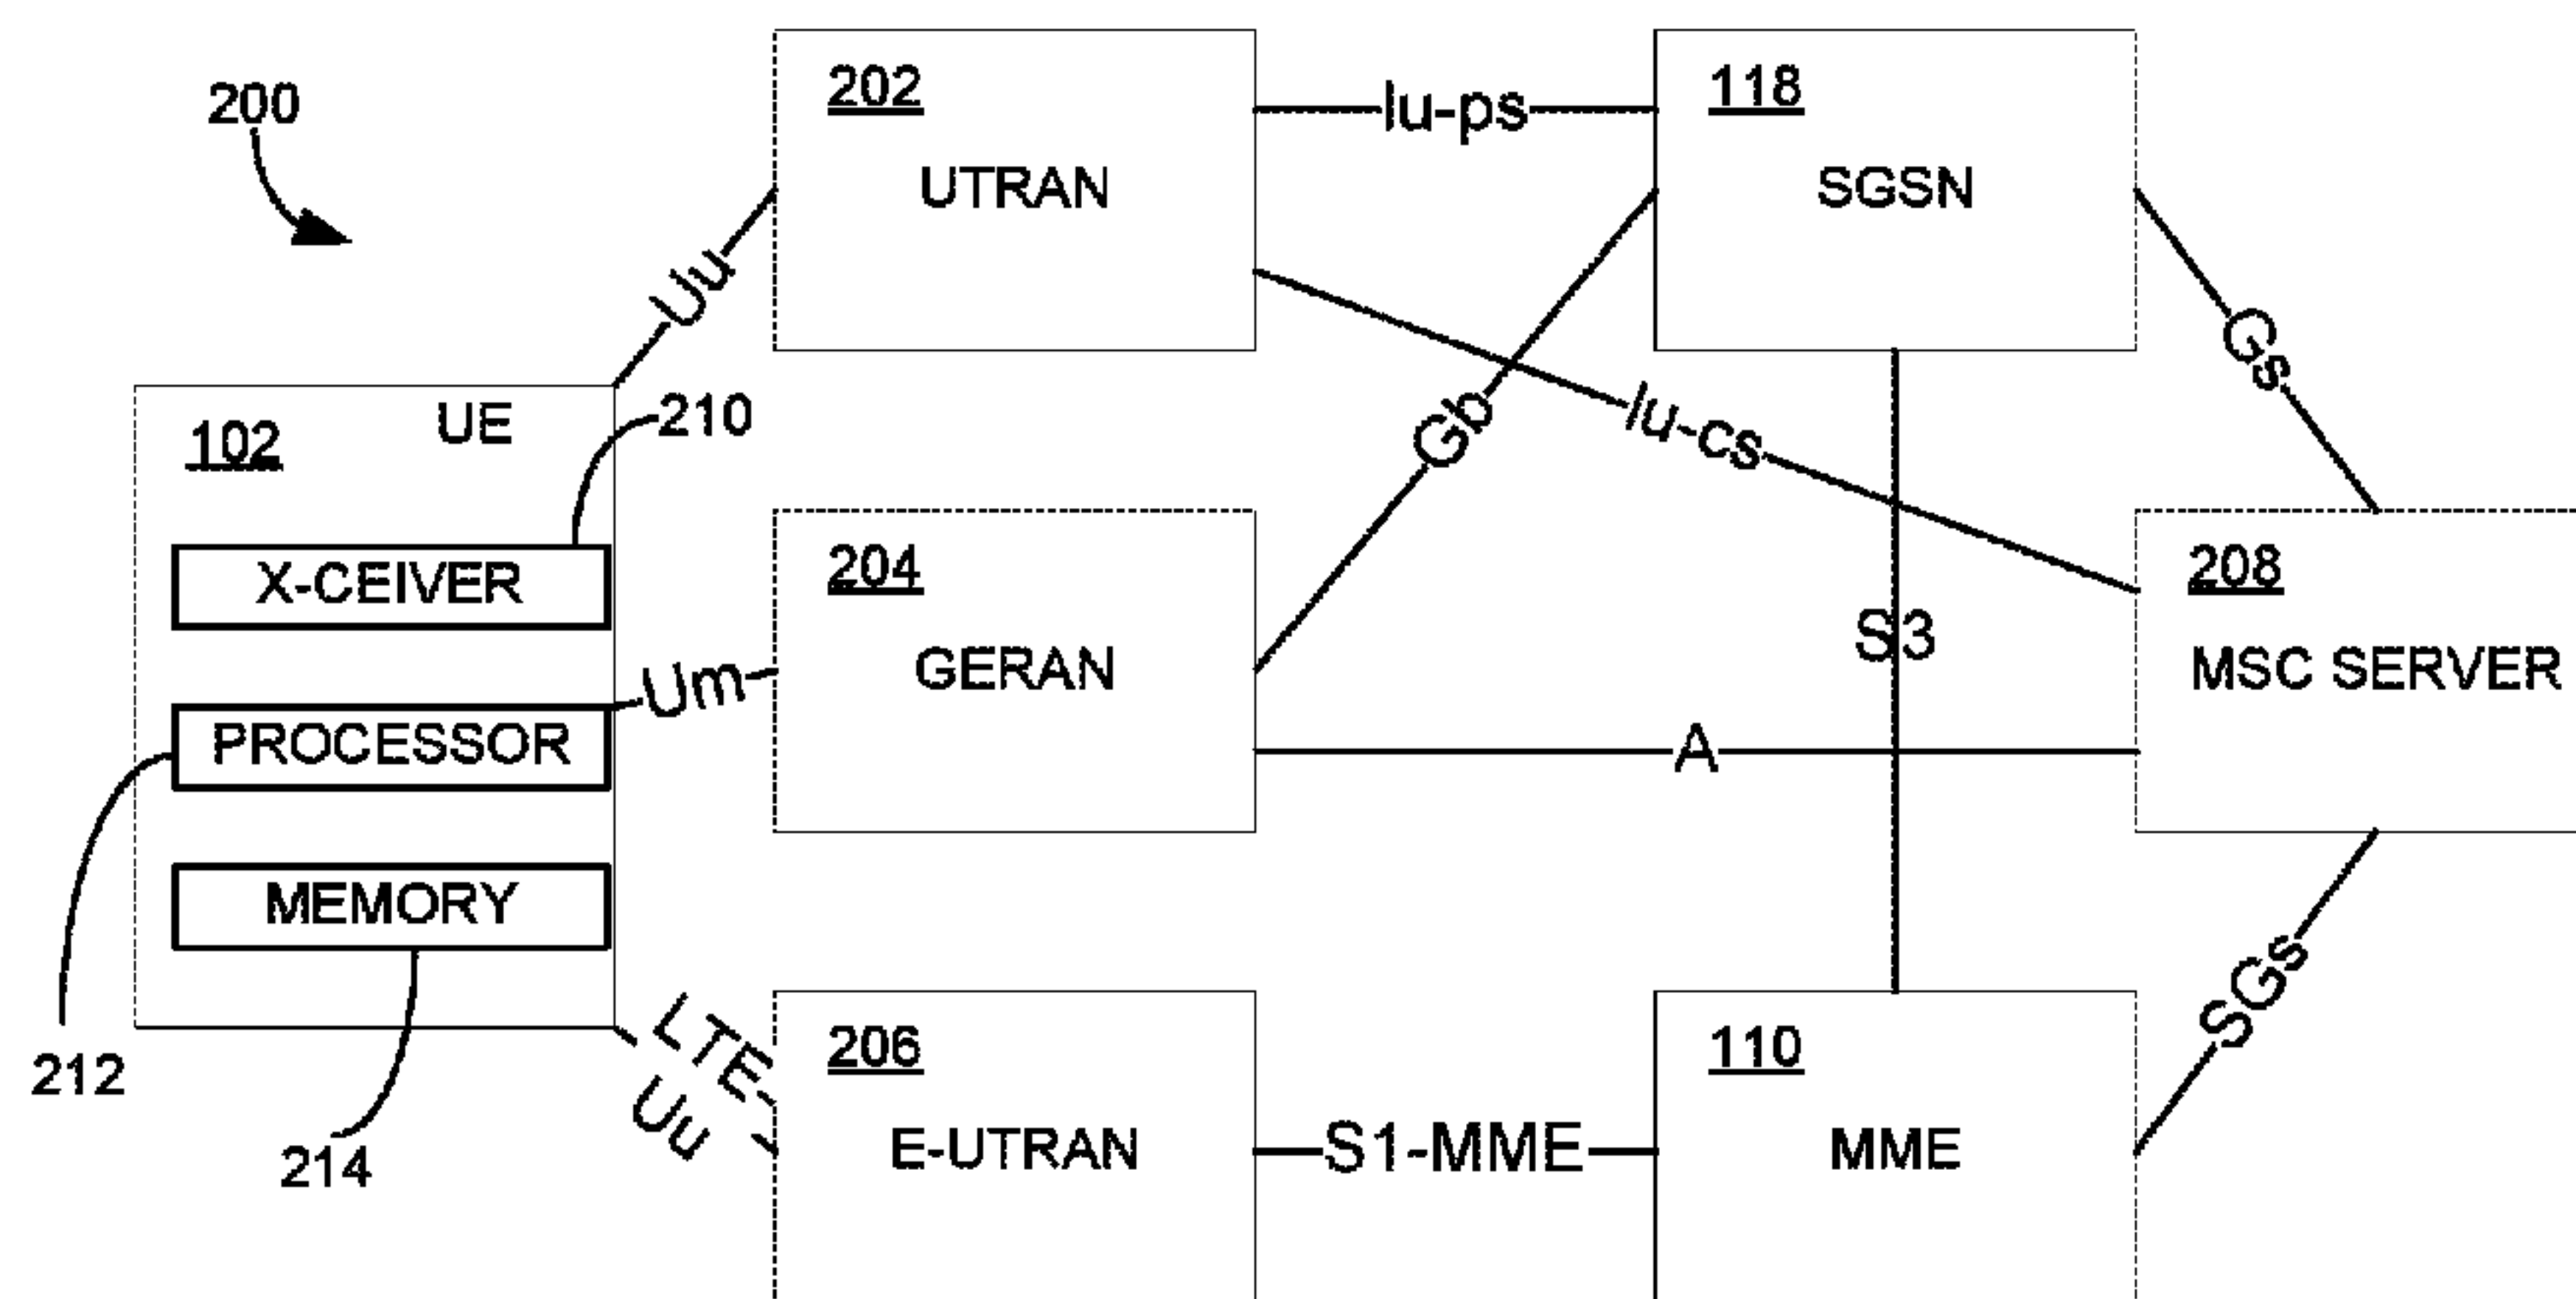 200
202
UTRAN
Iu-ps
118
SGSN
Uu
Gs
102
UE
210
Gb
Iu-cs
X-CEIVER
204
GERAN
S3
208
MSC SERVER
Um
PROCESSOR
A
MEMORY
LTE
Uu
206
E-UTRAN
S1-MME
110
MME
SGs
212
214